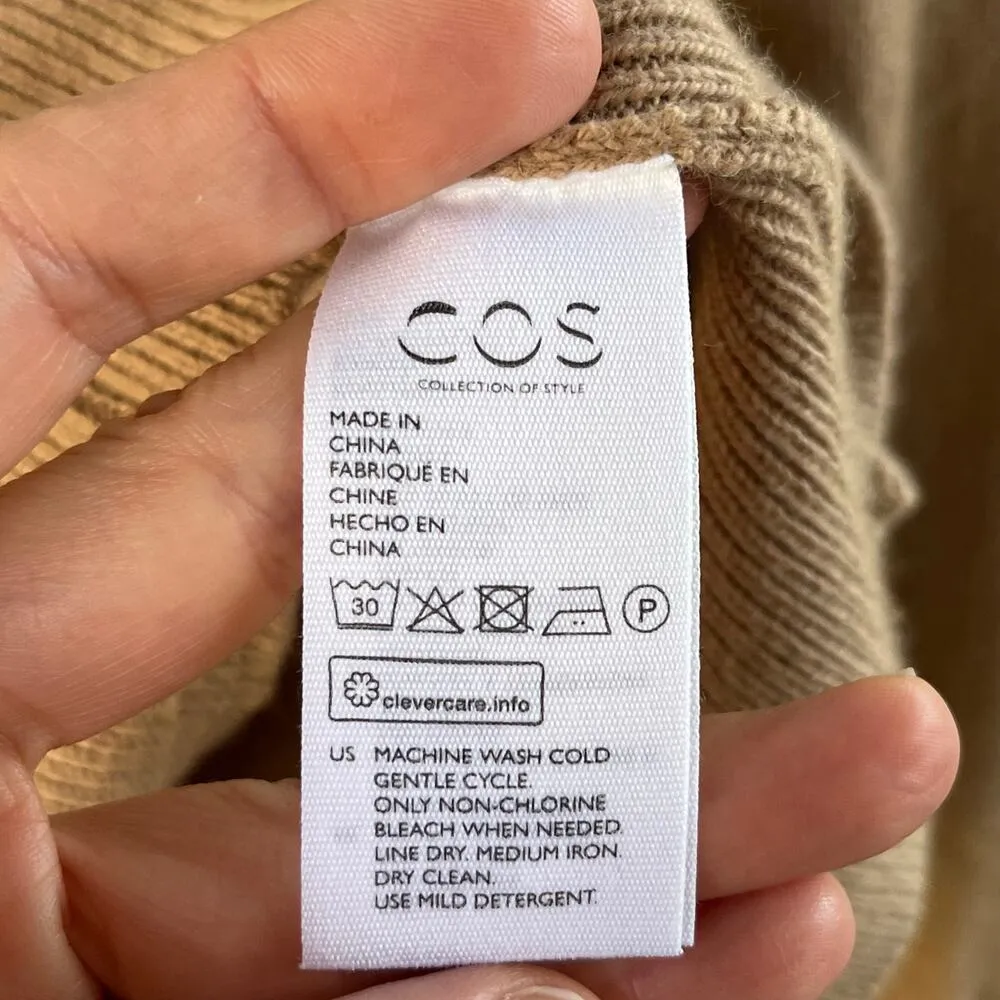 COS
COLLECTION OF STYLE
MADE IN
CHINA
FABRIQUÉ EN
CHINE
HECHO EN
CHINA
30 P
clevercare.info
US MACHINE WASH COLD
GENTLE CYCLE.
ONLY NON-CHLORINE
BLEACH WHEN NEEDED.
LINE DRY. MEDIUM IRON.
DRY CLEAN.
USE MILD DETERGENT.